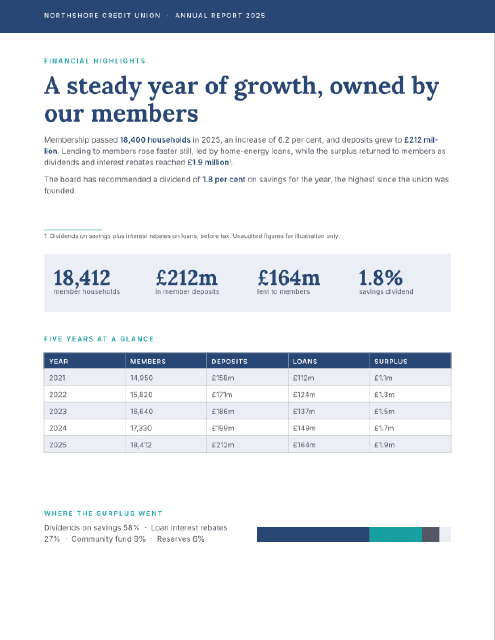 NORTHSHORE CREDIT UNION · ANNUAL REPORT 2025
FINANCIAL HIGHLIGHTS
A steady year of growth, owned by
our members
Membership passed 18,400 households in 2025, an increase of 6.2 per cent, and deposits grew to £212 mil-
lion. Lending to members rose faster still, led by home-energy loans, while the surplus returned to members as
dividends and interest rebates reached £1.9 million¹.
The board has recommended a dividend of 1.8 per cent on savings for the year, the highest since the union was
founded.
1 Dividends on savings plus interest rebates on loans, before tax. Unaudited figures for illustration only.
18,412 £212m £164m 1.8%
member households in member deposits lent to members savings dividend
FIVE YEARS AT A GLANCE
YEAR MEMBERS DEPOSITS LOANS SURPLUS
2021 14,950 £158m £112m £1.1m
2022 15,820 £171m £124m £1.3m
2023 16,640 £186m £137m £1.5m
2024 17,330 £199m £149m £1.7m
2025 18,412 £212m £164m £1.9m
WHERE THE SURPLUS WENT
Dividends on savings 58% · Loan interest rebates
27% · Community fund 9% · Reserves 6%